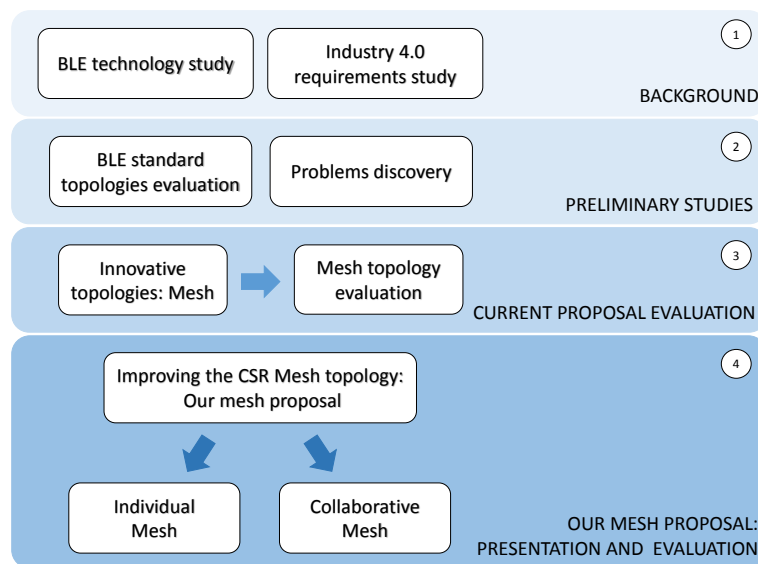 BLE technology study
Industry 4.0
requirements study
1
BACKGROUND
BLE standard
topologies evaluation
Problems discovery
2
PRELIMINARY STUDIES
Innovative
topologies: Mesh
Mesh topology
evaluation
3
CURRENT PROPOSAL EVALUATION
Improving the CSR Mesh topology:
Our mesh proposal
4
Individual
Mesh
Collaborative
Mesh
OUR MESH PROPOSAL:
PRESENTATION AND EVALUATION